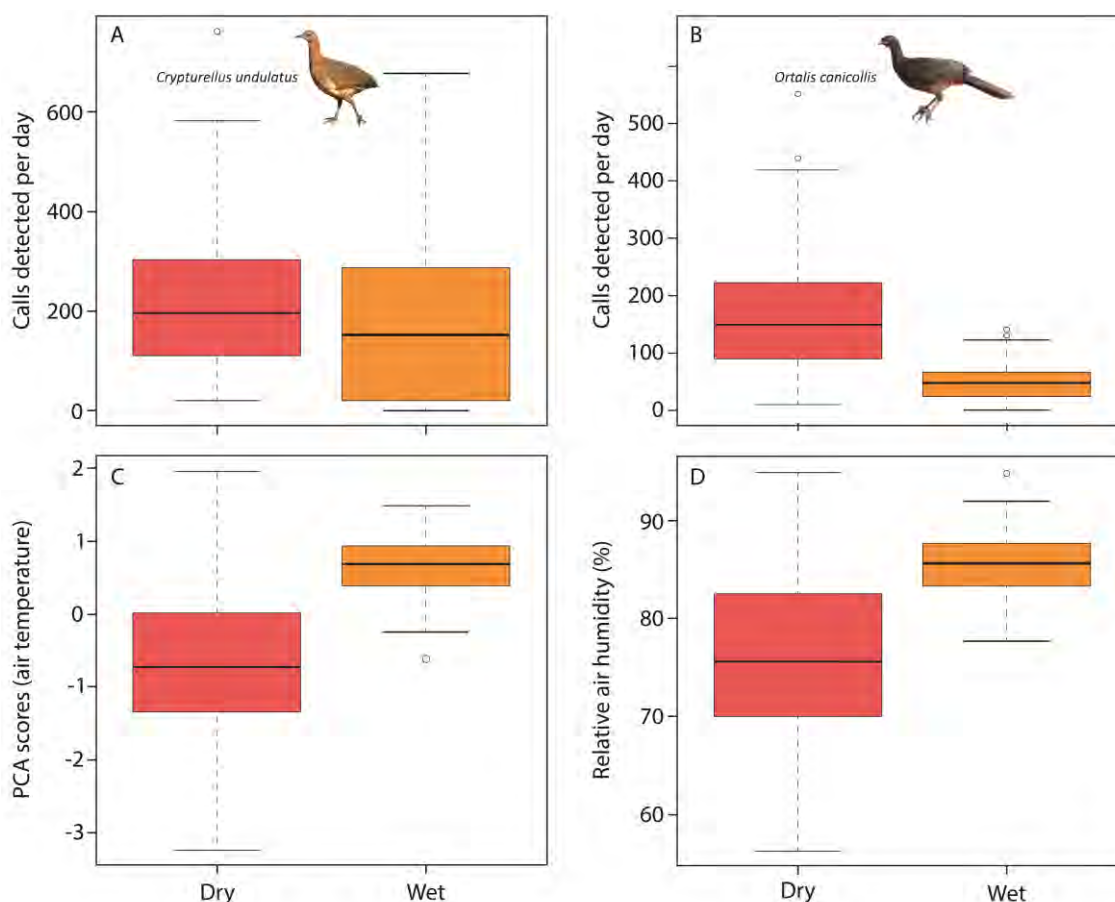 A
Crypturellus undulatus
Calls detected per day
600
400
200
0
B
Ortalis canicollis
Calls detected per day
500
400
300
200
100
0
C
PCA scores (air temperature)
2
1
0
-1
-2
-3
Dry
Wet
D
Relative air humidity (%)
90
80
70
60
Dry
Wet